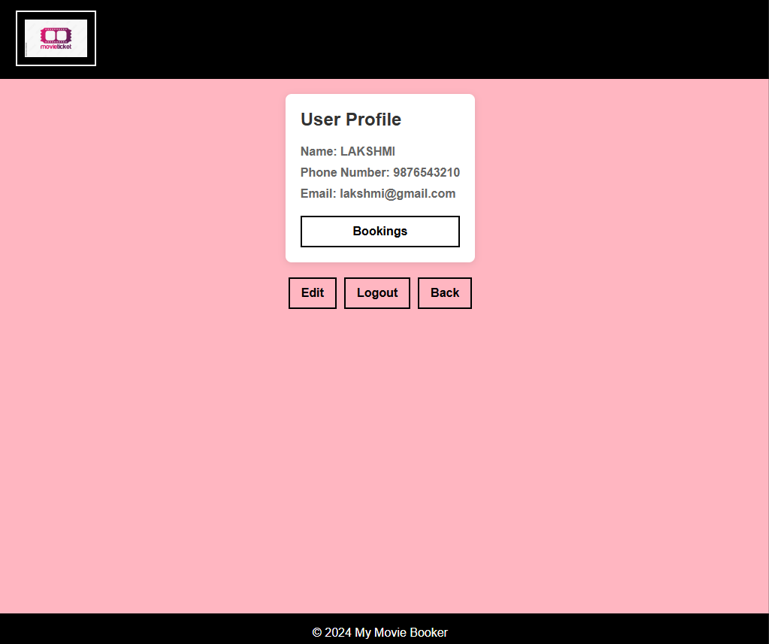 movieticket
User Profile
Name: LAKSHMI
Phone Number: 9876543210
Email: lakshmi@gmail.com
Bookings
Edit Logout Back
© 2024 My Movie Booker